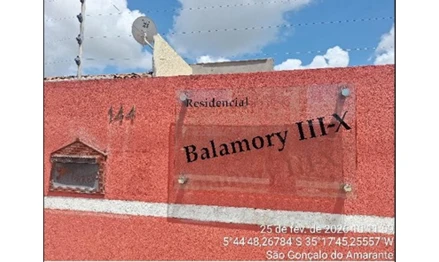 144
Residencial
Balamory III-X
25 de fev. de 2026
5°44'48,26784"S 35°17'45,25557"W
São Gonçalo do Amarante